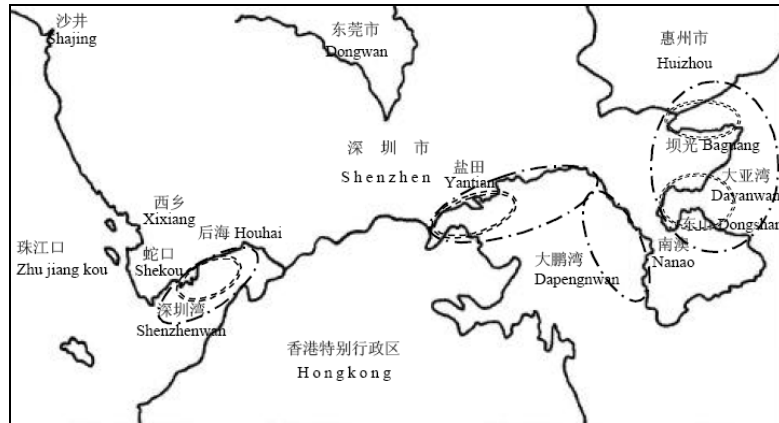 沙井
Shajing
东莞市
Dongwan
惠州市
Huizhou
深 圳 市
Shenzhen
坝光 Baguang
盐田
Yantian
大亚湾
Dayanwan
西乡
Xixiang
后海 Houhai
东山 Dongshan
珠江口
Zhu jiang kou
蛇口
Shekou
大鹏湾
Dapengwan
南澳
Nanao
深圳湾
Shenzhenwan
香港特别行政区
Hongkong